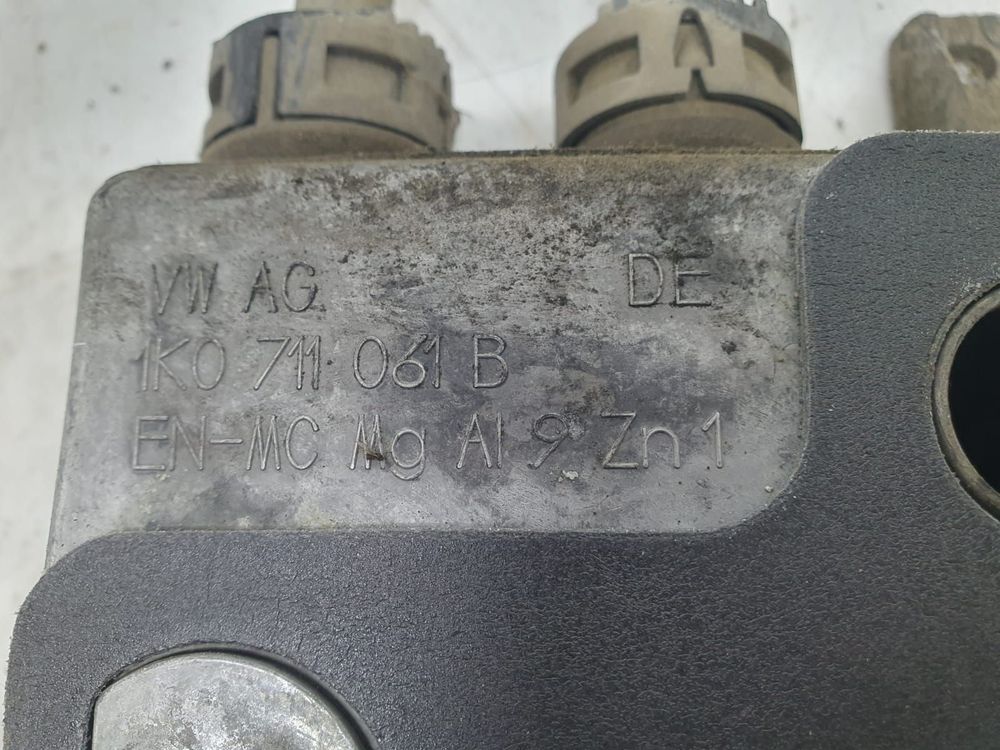 VW AG. DE
1K0 711 061 B
EN-MC Mg Al 9 Zn 1